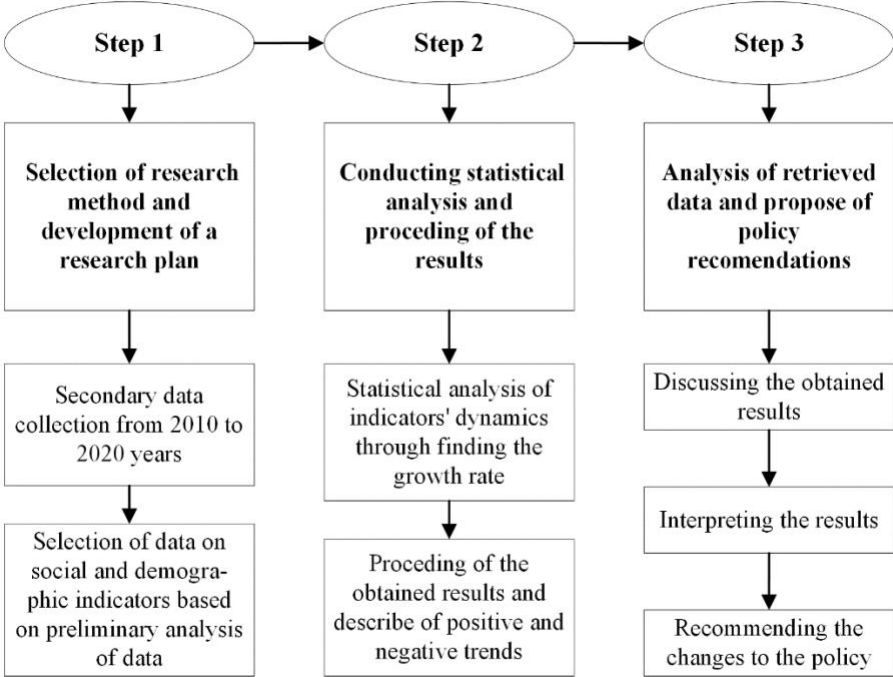 Step 1
Step 2
Step 3
Selection of research
method and
development of a
research plan
Conducting statistical
analysis and
proceding of the
results
Analysis of retrieved
data and propose of
policy
recomendations
Secondary data
collection from 2010 to
2020 years
Statistical analysis of
indicators' dynamics
through finding the
growth rate
Discussing the obtained
results
Selection of data on
social and demogra-
phic indicators based
on preliminary analysis
of data
Proceding of the
obtained results and
describe of positive and
negative trends
Interpreting the results
Recommending the
changes to the policy